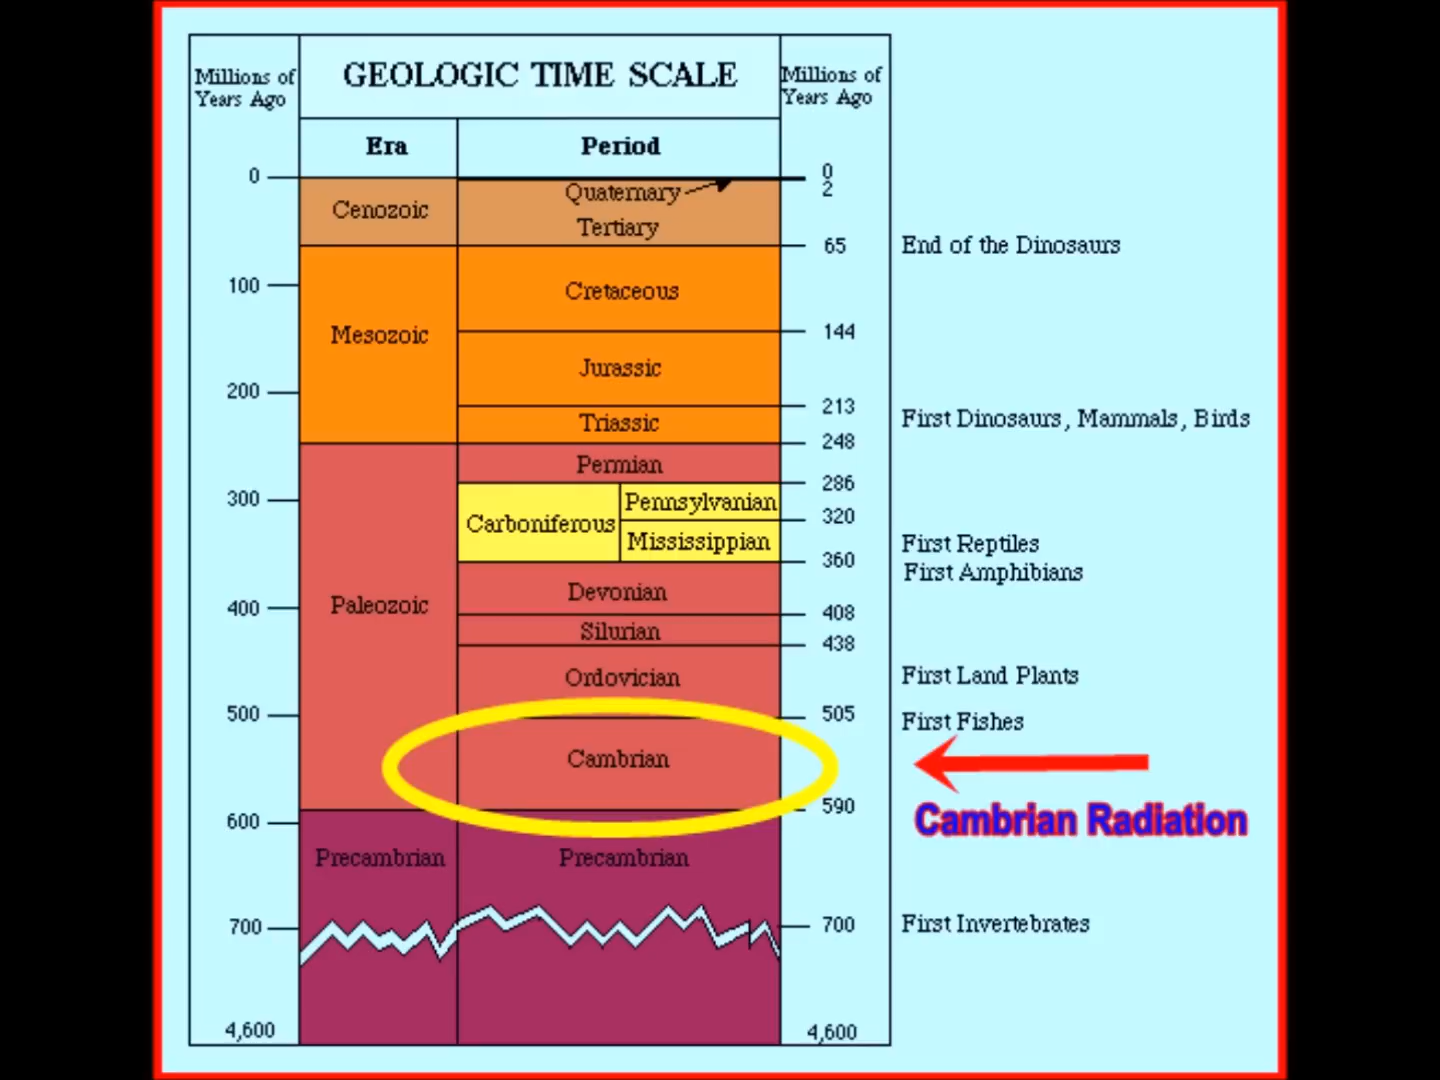 GEOLOGIC TIME SCALE
Millions of
Years Ago
Millions of
Years Ago
Era
Period
0
0
2
Quaternary
Cenozoic
Tertiary
65
End of the Dinosaurs
100
Cretaceous
Mesozoic
144
Jurassic
200
213
First Dinosaurs, Mammals, Birds
Triassic
248
Permian
286
300
Carboniferous
Pennsylvanian
320
Mississippian
First Reptiles
360
First Amphibians
Devonian
Paleozoic
400
408
Silurian
438
Ordovician
First Land Plants
500
505
First Fishes
Cambrian
590
Cambrian Radiation
600
Precambrian
Precambrian
700
700
First Invertebrates
4,600
4,600